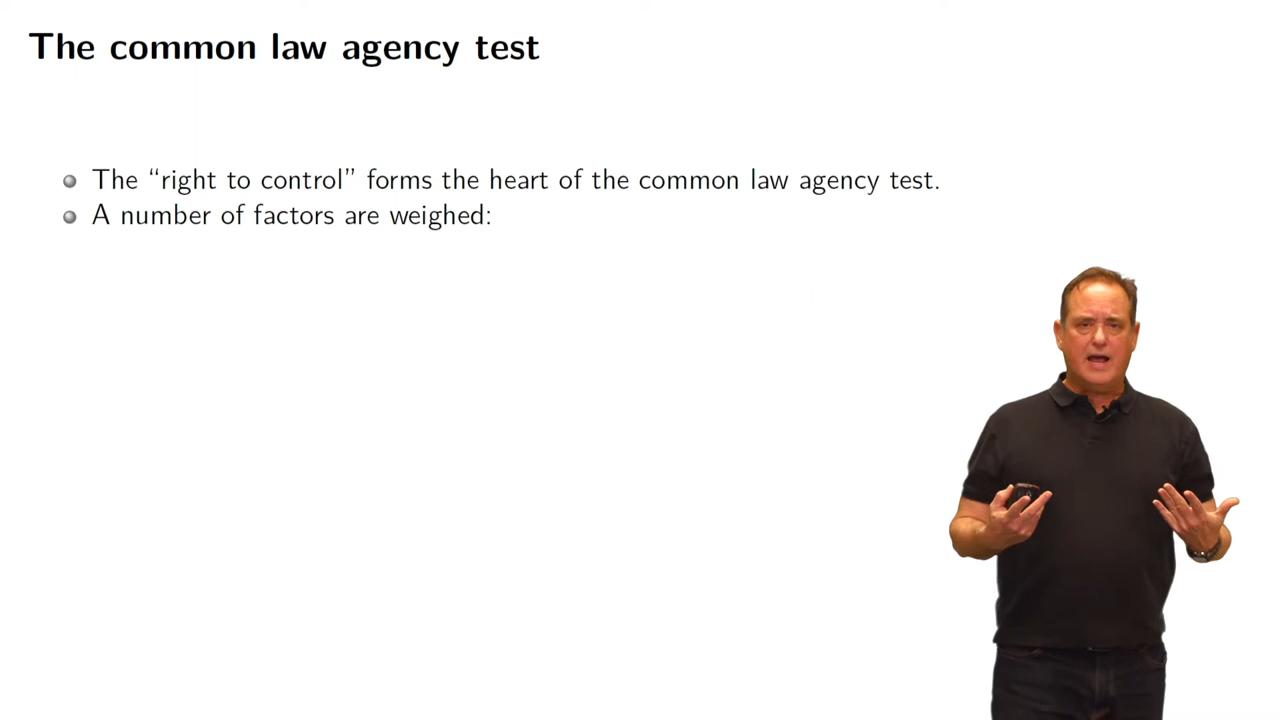 The common law agency test
The “right to control” forms the heart of the common law agency test.
A number of factors are weighed: